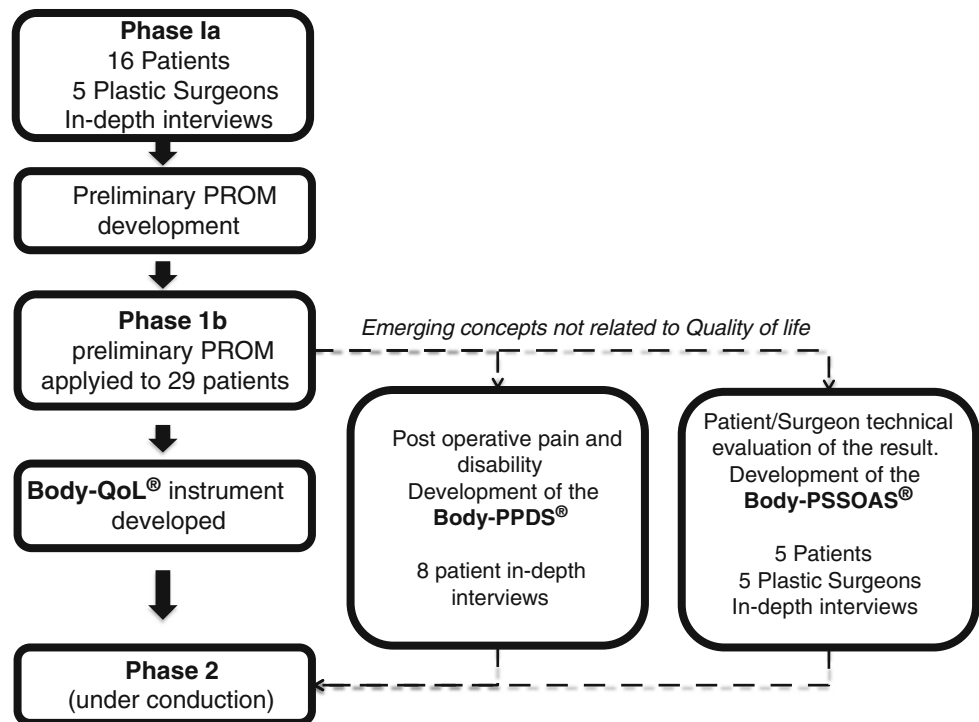 Phase Ia
16 Patients
5 Plastic Surgeons
In-depth interviews
Preliminary PROM
development
Phase 1b
preliminary PROM
applyied to 29 patients
Emerging concepts not related to Quality of life
Body-QoL® instrument
developed
Post operative pain and
disability
Development of the
Body-PPDS®
8 patient in-depth
interviews
Patient/Surgeon technical
evaluation of the result.
Development of the
Body-PSSOAS®
5 Patients
5 Plastic Surgeons
In-depth interviews
Phase 2
(under conduction)